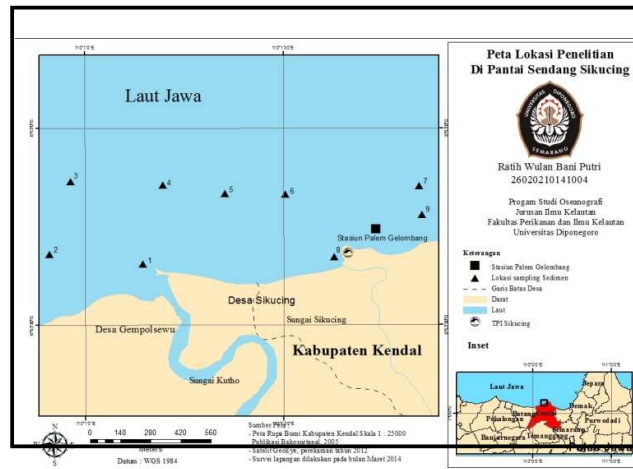 Peta Lokasi Penelitian
Di Pantai Sendang Sikucing
UNIVERSITAS DIPONEGORO
SEMARANG
Ratih Wulan Bani Putri
26020210141004
Progam Studi Oseanografi
Jurusan Ilmu Kelautan
Fakultas Perikanan dan Ilmu Kelautan
Universitas Diponegoro
Keterangan
Stasiun Palem Gelombang
Lokasi sampling Sedimen
Garis Batas Desa
Darat
Laut
TPI Sikucing
Inset
Laut Jawa
3
4
5
6
7
9
Stasiun Palem Gelombang
2
1
8
Desa Sikucing
Sungai Sikucing
Desa Gempolsewu
Kabupaten Kendal
Sungai Kutho
N
0 140 280 420 560
Meters
Datum : WGS 1984
Sumber Peta :
- Peta Rupa Bumi Kabupaten Kendal Skala 1 : 25000
Publikasi Bakosurtanal, 2005
- Satelit GeoEye, perekaman tahun 2012
- Survei lapangan dilakukan pada bulan Maret 2014
Laut Jawa
Jepara
Demak
Pekalongan
Batang
Kendal
Purwodadi
Semarang
Banjarnegara
Temanggung